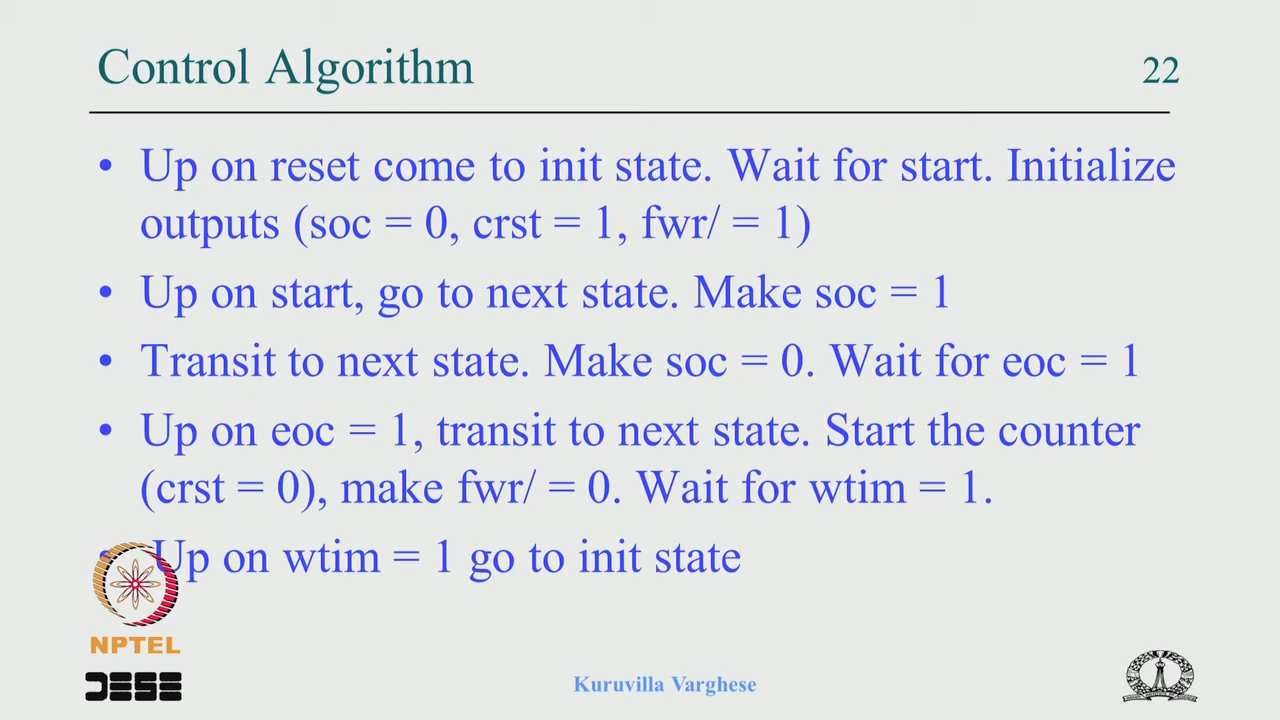 Control Algorithm
22
• Up on reset come to init state. Wait for start. Initialize
outputs (soc = 0, crst = 1, fwr/ = 1)
• Up on start, go to next state. Make soc = 1
• Transit to next state. Make soc = 0. Wait for eoc = 1
• Up on eoc = 1, transit to next state. Start the counter
(crst = 0), make fwr/ = 0. Wait for wtim = 1.
• Up on wtim = 1 go to init state
NPTEL
DESE
Kuruvilla Varghese